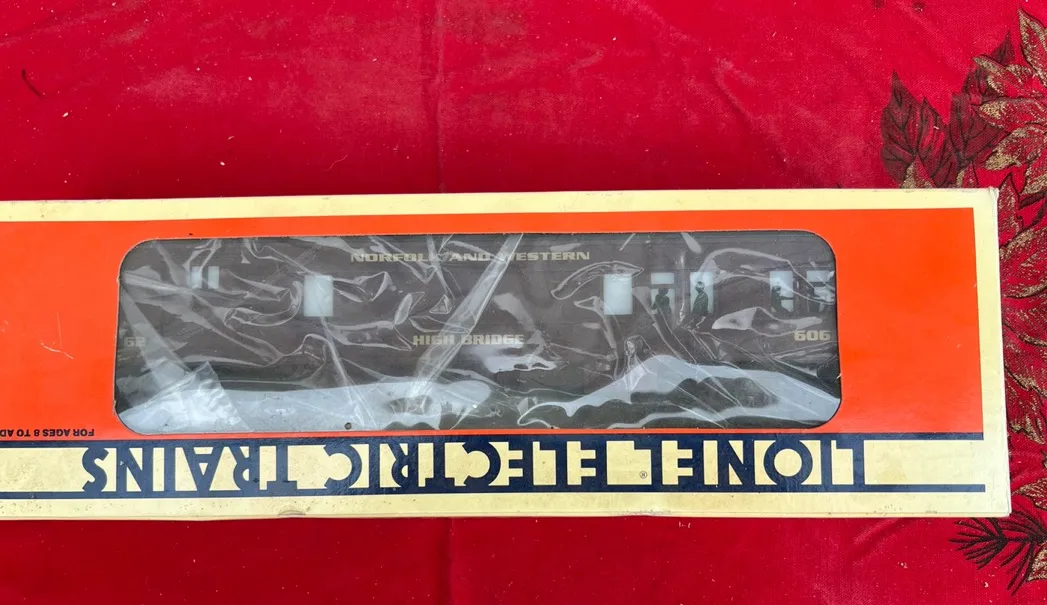 NORFOLK AND WESTERN
62 HIGH BRIDGE 606
FOR AGES 8 TO AD
LIONEL® ELECTRIC TRAINS